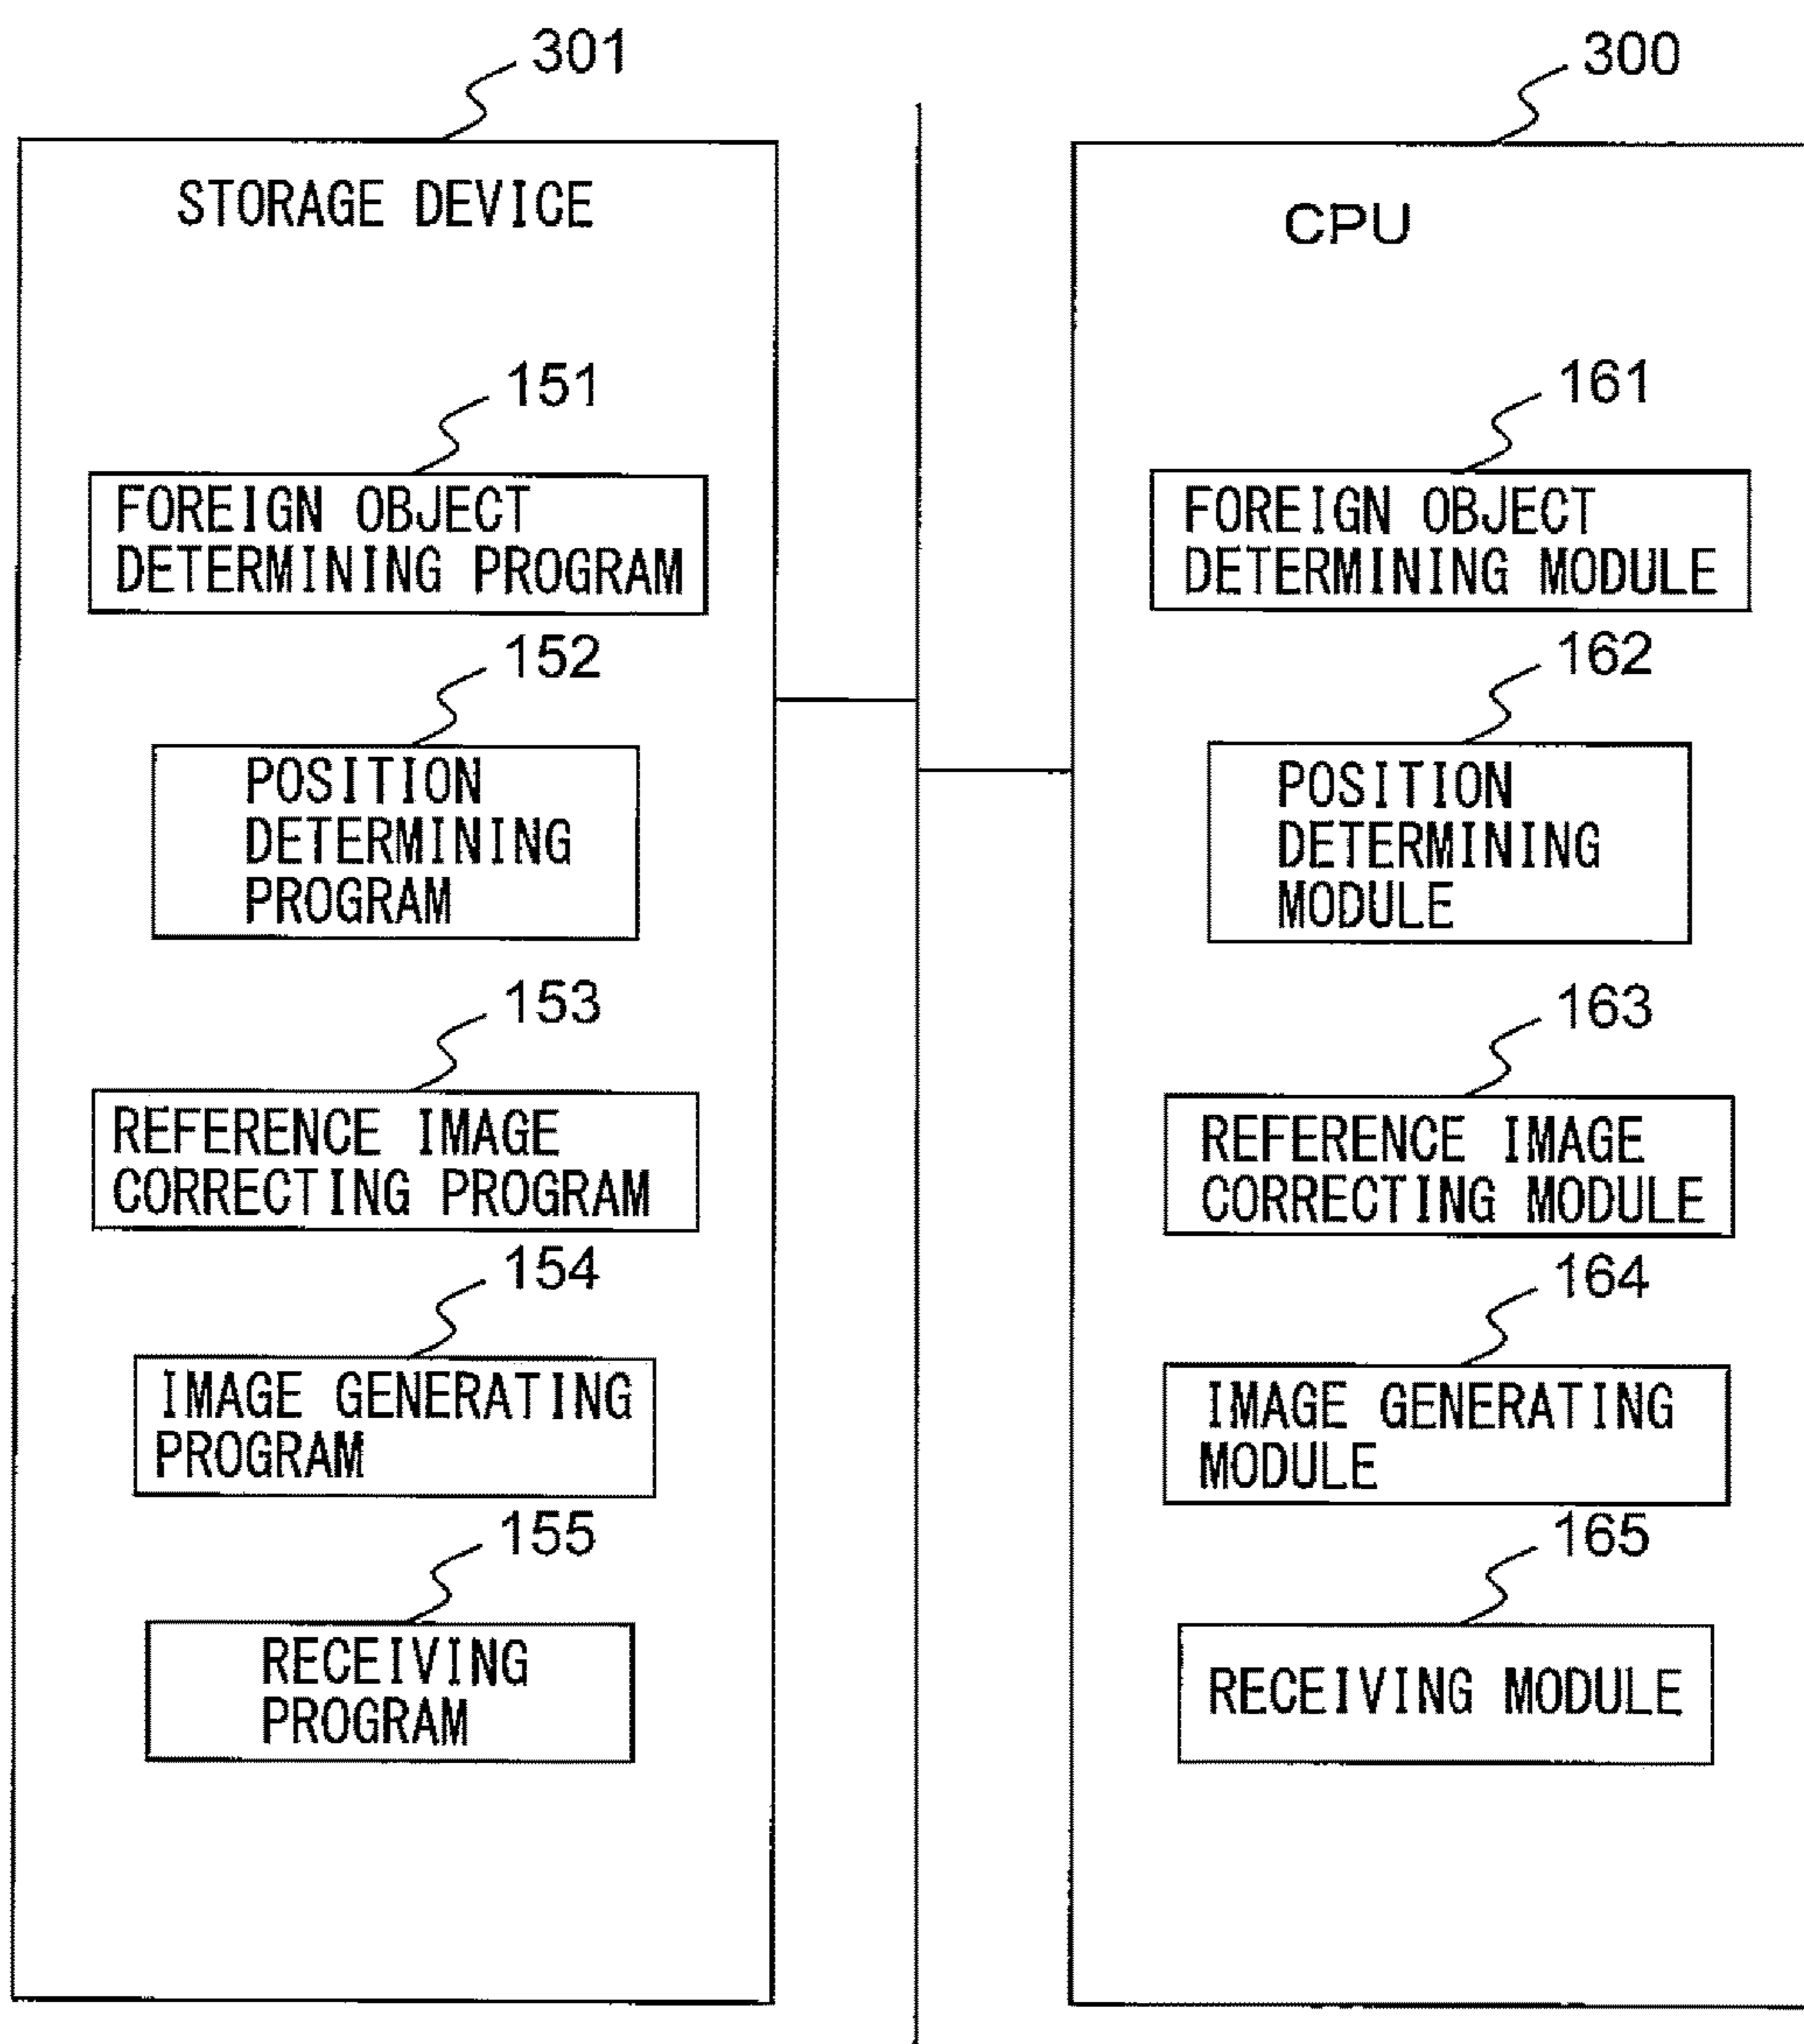 301
STORAGE DEVICE
151
FOREIGN OBJECT
DETERMINING PROGRAM
152
POSITION
DETERMINING
PROGRAM
153
REFERENCE IMAGE
CORRECTING PROGRAM
154
IMAGE GENERATING
PROGRAM
155
RECEIVING
PROGRAM
300
CPU
161
FOREIGN OBJECT
DETERMINING MODULE
162
POSITION
DETERMINING
MODULE
163
REFERENCE IMAGE
CORRECTING MODULE
164
IMAGE GENERATING
MODULE
165
RECEIVING MODULE